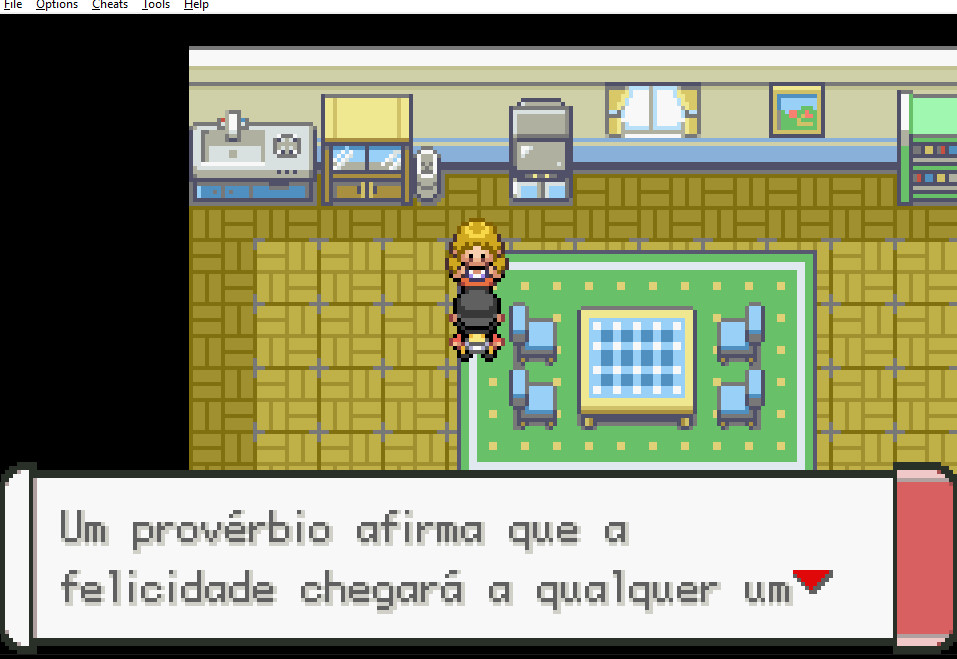 File Options Cheats Tools Help
Um provérbio afirma que a
felicidade chegará a qualquer um